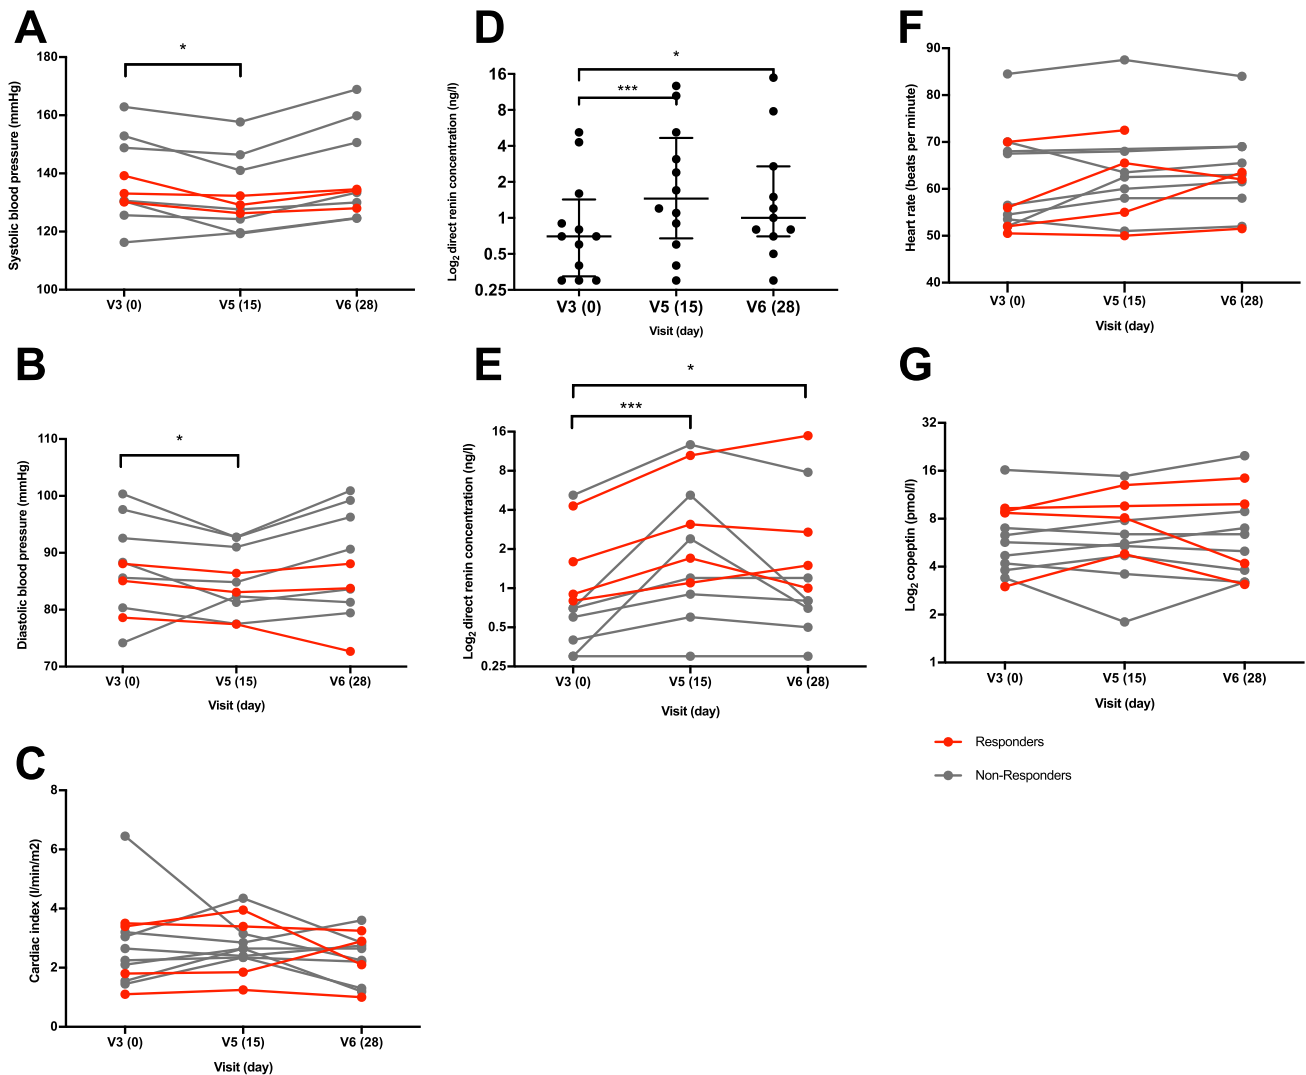 A
Systolic blood pressure (mmHg)
180
160
140
120
100
*
V3 (0) V5 (15) V6 (28)
Visit (day)
B
Diastolic blood pressure (mmHg)
110
100
90
80
70
*
V3 (0) V5 (15) V6 (28)
Visit (day)
C
Cardiac index (l/min/m2)
8
6
4
2
0
V3 (0) V5 (15) V6 (28)
Visit (day)
D
Log2 direct renin concentration (ng/l)
16
8
4
2
1
0.5
0.25
*
***
V3 (0) V5 (15) V6 (28)
Visit (day)
E
Log2 direct renin concentration (ng/l)
16
8
4
2
1
0.5
0.25
*
***
V3 (0) V5 (15) V6 (28)
Visit (day)
F
Heart rate (beats per minute)
90
80
70
60
50
40
V3 (0) V5 (15) V6 (28)
Visit (day)
G
Log2 copeptin (pmol/l)
32
16
8
4
2
1
V3 (0) V5 (15) V6 (28)
Visit (day)
Responders
Non-Responders